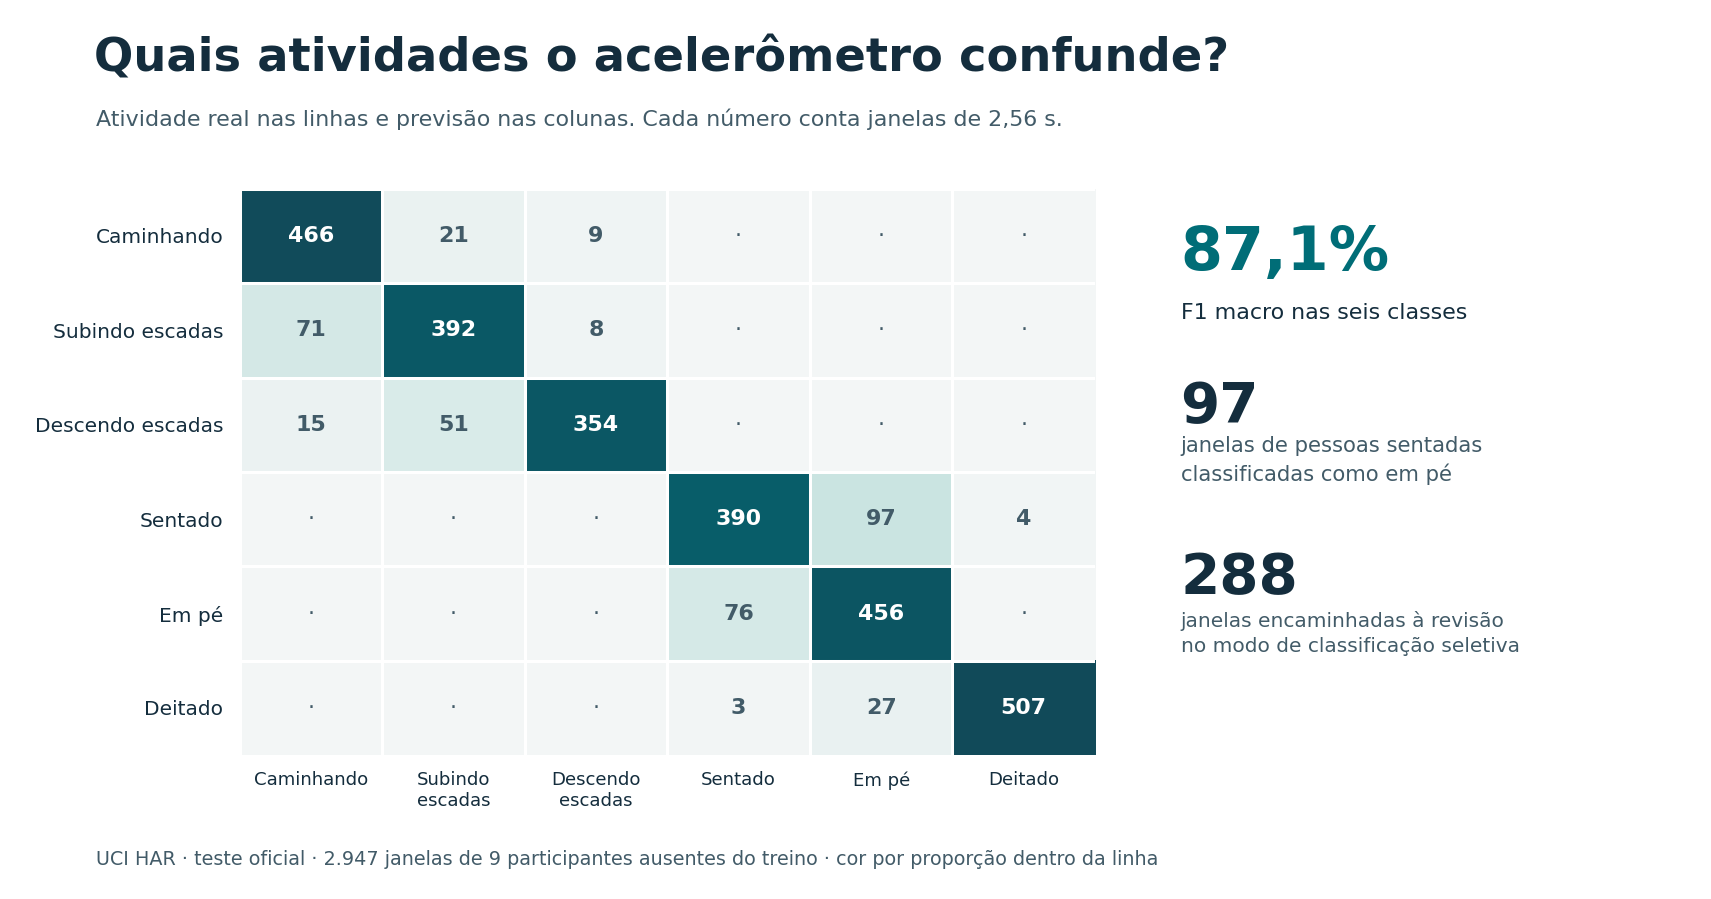 Quais atividades o acelerômetro confunde?
Atividade real nas linhas e previsão nas colunas. Cada número conta janelas de 2,56 s.
Caminhando 466 21 9 · · ·
Subindo escadas 71 392 8 · · ·
Descendo escadas 15 51 354 · · ·
Sentado · · · 390 97 4
Em pé · · · 76 456 ·
Deitado · · · 3 27 507
Caminhando Subindo Descendo Sentado Em pé Deitado
escadas escadas
87,1%
F1 macro nas seis classes
97
janelas de pessoas sentadas
classificadas como em pé
288
janelas encaminhadas à revisão
no modo de classificação seletiva
UCI HAR · teste oficial · 2.947 janelas de 9 participantes ausentes do treino · cor por proporção dentro da linha